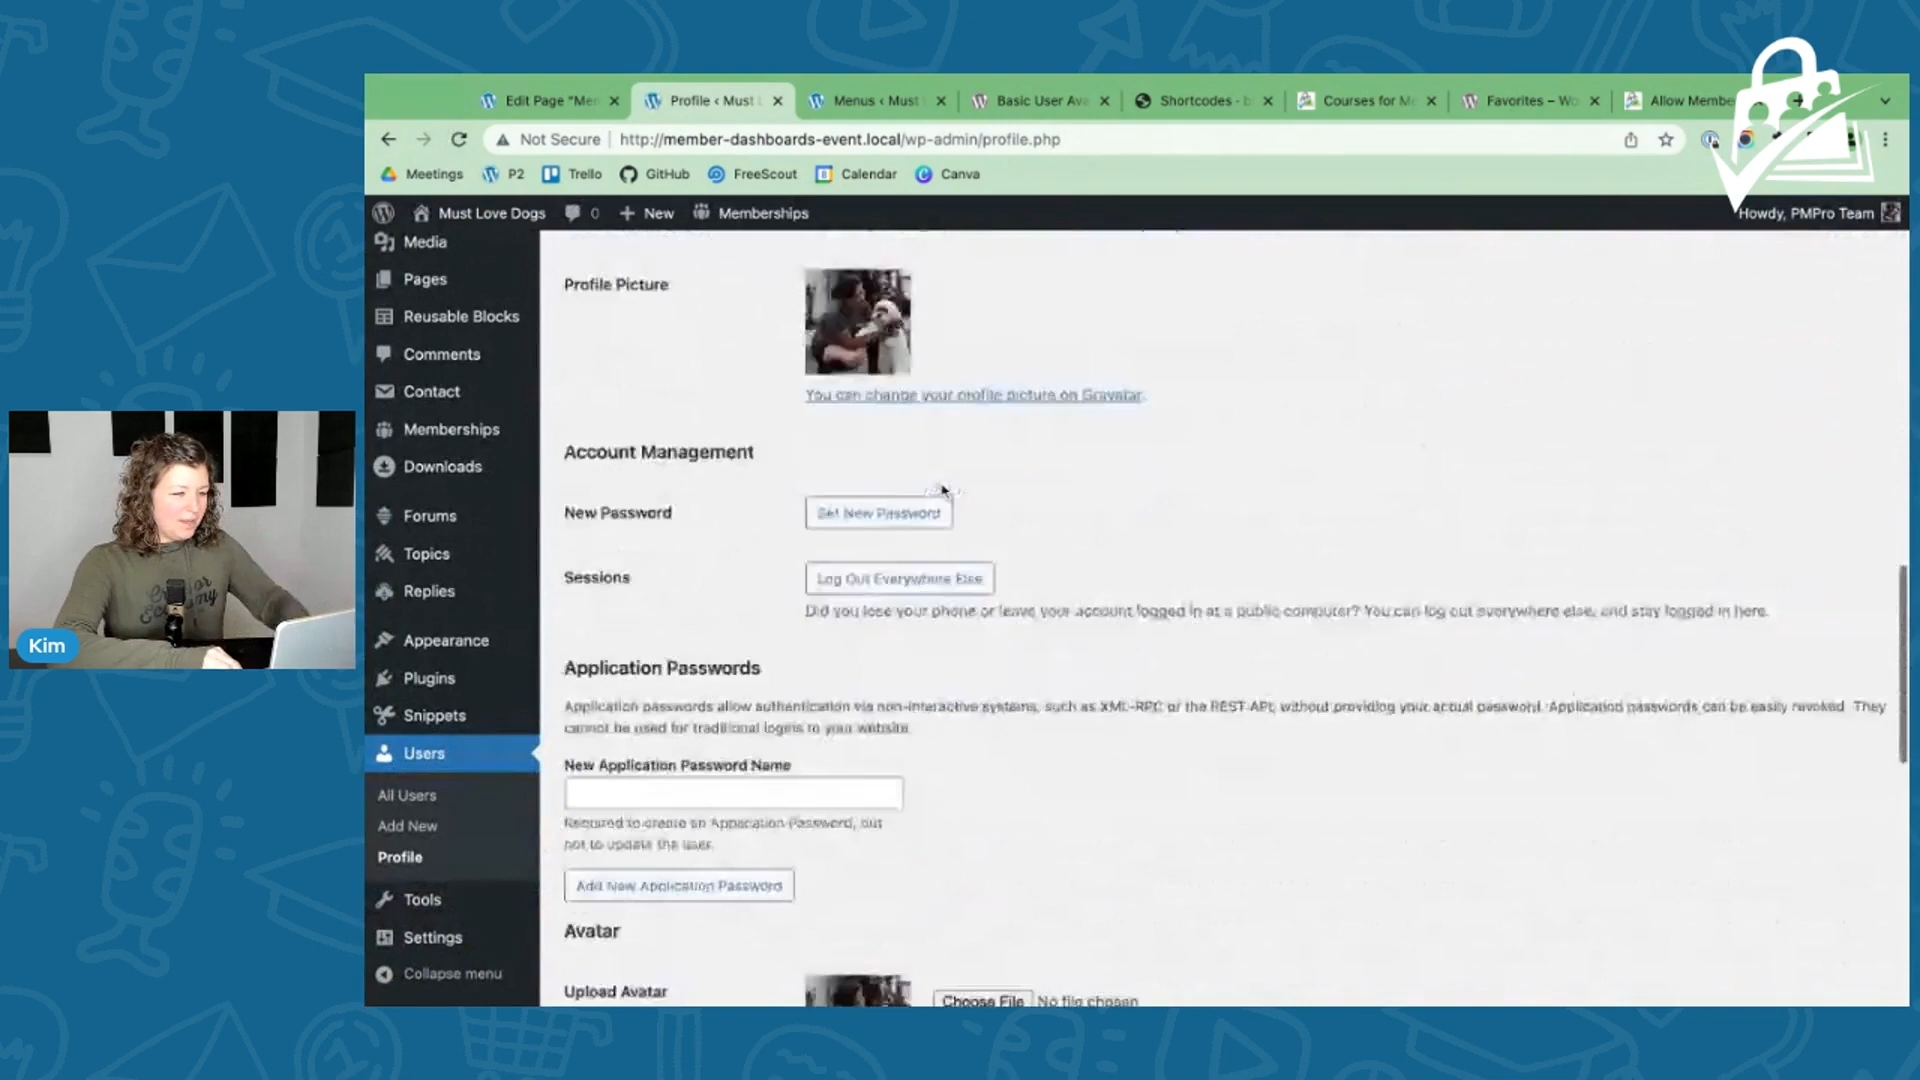 Edit Page "Mer
Profile ‹ Must L
Menus ‹ Must
Basic User Ava
Shortcodes - b
Courses for Me
Favorites – Wo
Allow Membe
Not Secure
http://member-dashboards-event.local/wp-admin/profile.php
Meetings
P2
Trello
GitHub
FreeScout
Calendar
Canva
Must Love Dogs
0
New
Memberships
Howdy, PMPro Team
Media
Pages
Reusable Blocks
Comments
Contact
Memberships
Downloads
Forums
Topics
Replies
Appearance
Plugins
Snippets
Users
All Users
Add New
Profile
Tools
Settings
Collapse menu
Profile Picture
You can change your profile picture on Gravatar.
Account Management
New Password
Set New Password
Sessions
Log Out Everywhere Else
Did you lose your phone or leave your account logged in at a public computer? You can log out everywhere else, and stay logged in here.
Application Passwords
Application passwords allow authentication via non-interactive systems, such as XML-RPC or the REST API, without providing your actual password. Application passwords can be easily revoked. They
cannot be used for traditional logins to your website.
New Application Password Name
Required to create an Application Password, but
not to update the user.
Add New Application Password
Avatar
Upload Avatar
Choose File
No file chosen
Kim